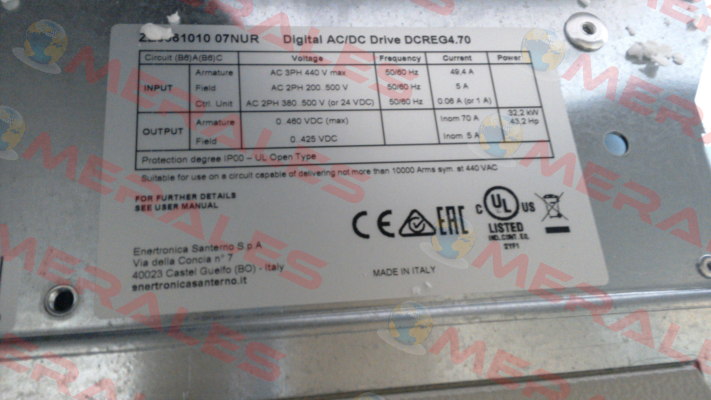 07NUR Digital AC/DC Drive DCREG4.70
Circuit (B6)A(B6)C Voltage Frequency Current Power
INPUT Armature AC 3PH 440 V max 50/60 Hz 49,4 A
Field AC 2PH 200..500 V 50/60 Hz 5 A
Ctrl. Unit AC 2PH 380..500 V (or 24 VDC) 50/60 Hz 0.06 A (or 1 A)
OUTPUT Armature 0..460 VDC (max) Inom 70 A 32,2 kW 43,2 Hp
Field 0..425 VDC Inom 5 A
Protection degree IP00 – UL Open Type
Suitable for use on a circuit capable of delivering not more than 10000 Arms sym. at 440 VAC
FOR FURTHER DETAILS
SEE USER MANUAL
CE EAC C UL US
LISTED
IND.CONT. EQ.
21F1
Enertronica Santerno S.p.A
Via della Concia n° 7
40023 Castel Guelfo (BO) - Italy
enertronicasanterno.it
MADE IN ITALY
MERALES